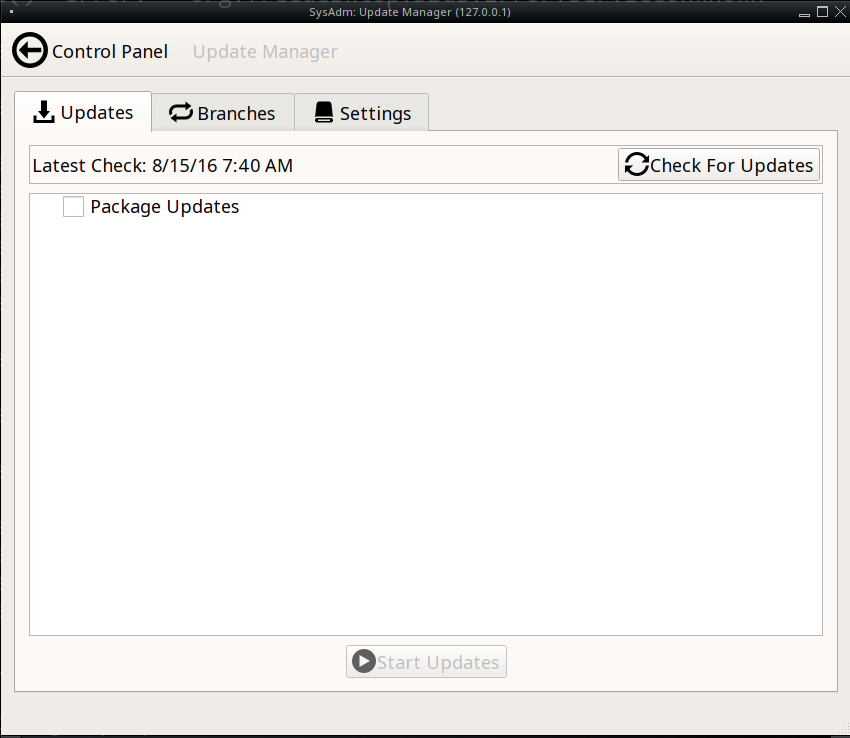 SysAdm: Update Manager (127.0.0.1)
Control Panel Update Manager
Updates Branches Settings
Latest Check: 8/15/16 7:40 AM Check For Updates
Package Updates
Start Updates